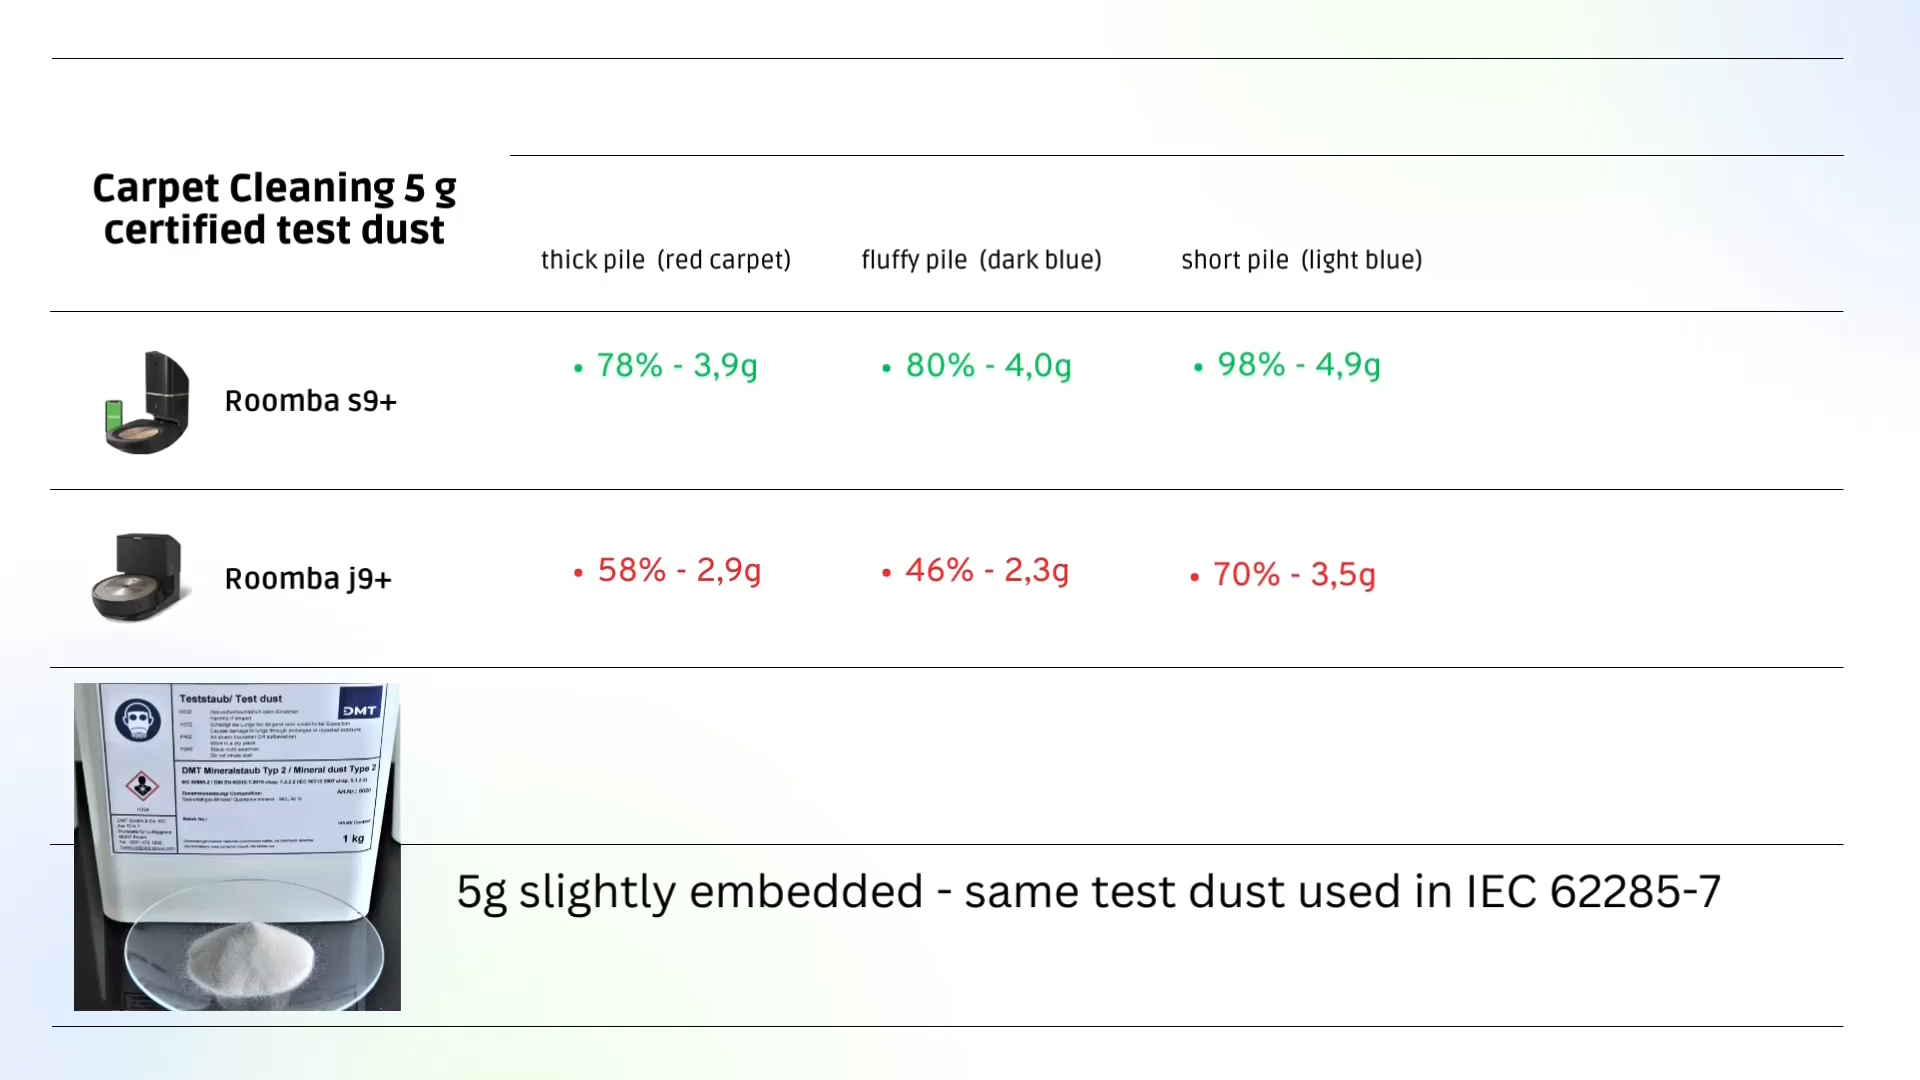 Carpet Cleaning 5 g
certified test dust
thick pile (red carpet)
fluffy pile (dark blue)
short pile (light blue)
Roomba s9+
• 78% - 3,9g
• 80% - 4,0g
• 98% - 4,9g
Roomba j9+
• 58% - 2,9g
• 46% - 2,3g
• 70% - 3,5g
Teststaub/ Test dust
DMT
DMT Mineralstaub Typ 2 / Mineral dust Type 2
1 kg
5g slightly embedded - same test dust used in IEC 62285-7